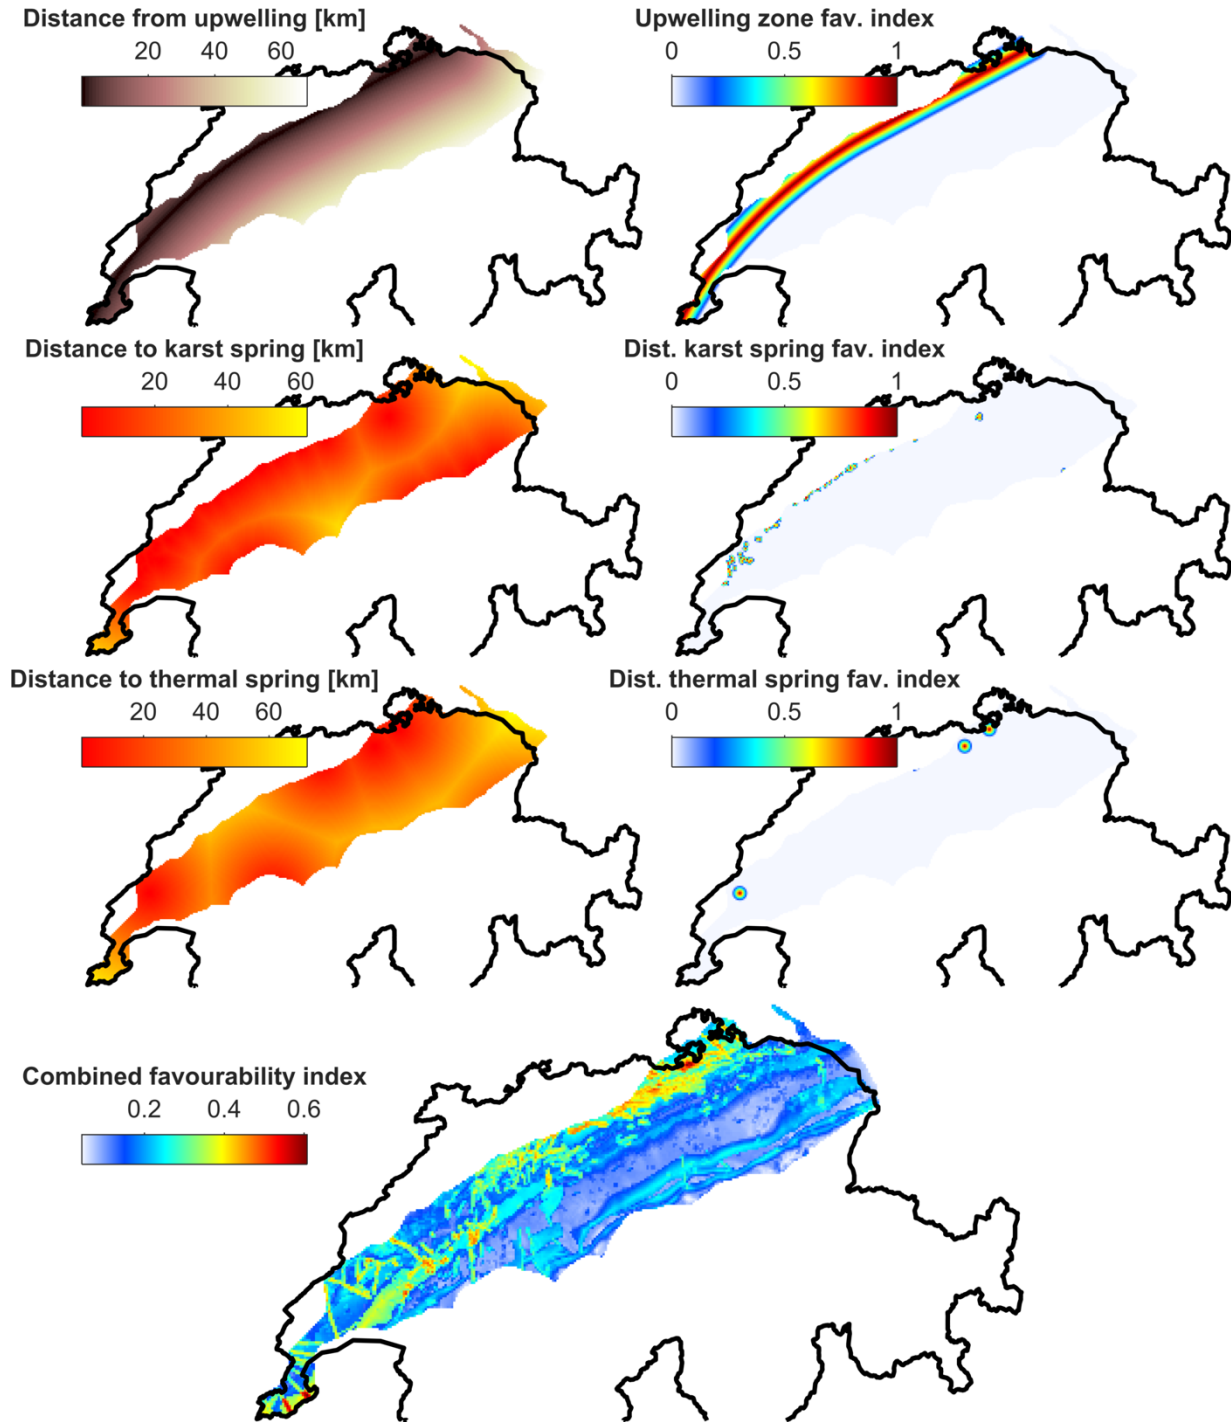 Distance from upwelling [km]
20 40 60
Upwelling zone fav. index
0 0.5 1
Distance to karst spring [km]
20 40 60
Dist. karst spring fav. index
0 0.5 1
Distance to thermal spring [km]
20 40 60
Dist. thermal spring fav. index
0 0.5 1
Combined favourability index
0.2 0.4 0.6